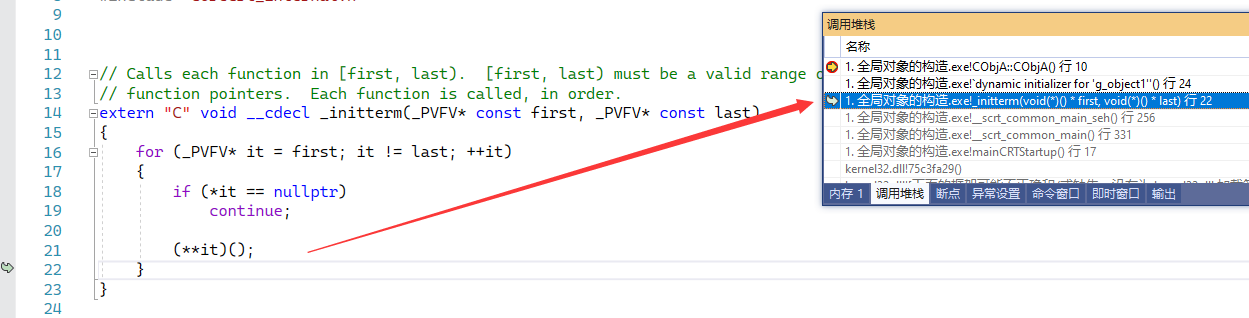 9
10
11
12 // Calls each function in [first, last).  [first, last) must be a valid range o
13 // function pointers.  Each function is called, in order.
14 extern "C" void __cdecl _initterm(_PVFV* const first, _PVFV* const last)
15 {
16 for (_PVFV* it = first; it != last; ++it)
17 {
18 if (*it == nullptr)
19 continue;
20
21 (**it)();
22 }
23 }
24
调用堆栈
名称
1. 全局对象的构造.exe!CObjA::CObjA() 行 10
1. 全局对象的构造.exe!`dynamic initializer for 'g_object1''() 行 24
1. 全局对象的构造.exe!_initterm(void(*)() * first, void(*)() * last) 行 22
1. 全局对象的构造.exe!__scrt_common_main_seh() 行 256
1. 全局对象的构造.exe!__scrt_common_main() 行 331
1. 全局对象的构造.exe!mainCRTStartup() 行 17
kernel32.dll!75c3fa29()
内存 1 调用堆栈 断点 异常设置 命令窗口 即时窗口 输出